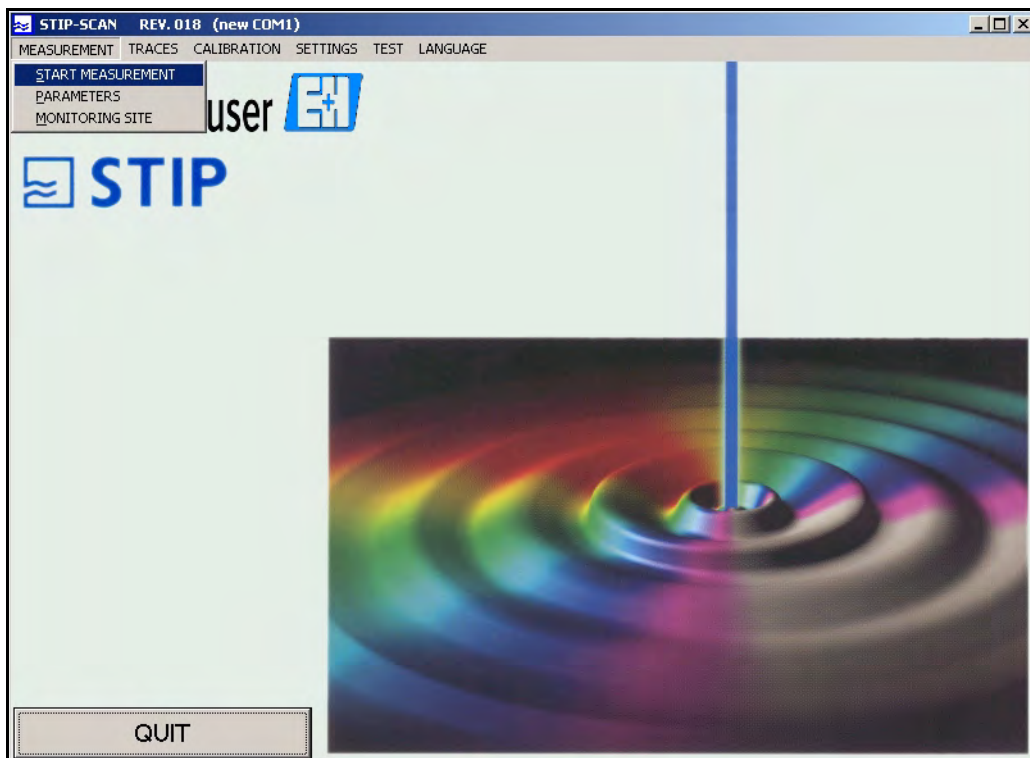 STIP-SCAN REV. 018 (new COM1)
MEASUREMENT TRACES CALIBRATION SETTINGS TEST LANGUAGE
START MEASUREMENT
PARAMETERS
MONITORING SITE
user
STIP
QUIT